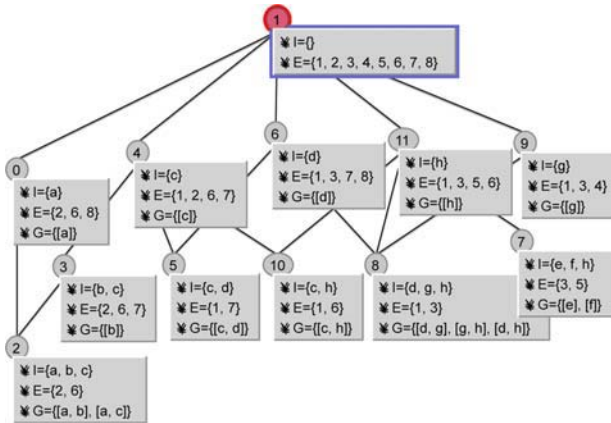 1
I={}
E={1, 2, 3, 4, 5, 6, 7, 8}
0
I={a}
E={2, 6, 8}
G={[a]}
4
I={c}
E={1, 2, 6, 7}
G={[c]}
6
I={d}
E={1, 3, 7, 8}
G={[d]}
11
I={h}
E={1, 3, 5, 6}
G={[h]}
9
I={g}
E={1, 3, 4}
G={[g]}
3
I={b, c}
E={2, 6, 7}
G={[b]}
5
I={c, d}
E={1, 7}
G={[c, d]}
10
I={c, h}
E={1, 6}
G={[c, h]}
8
I={d, g, h}
E={1, 3}
G={[d, g], [g, h], [d, h]}
7
I={e, f, h}
E={3, 5}
G={[e], [f]}
2
I={a, b, c}
E={2, 6}
G={[a, b], [a, c]}